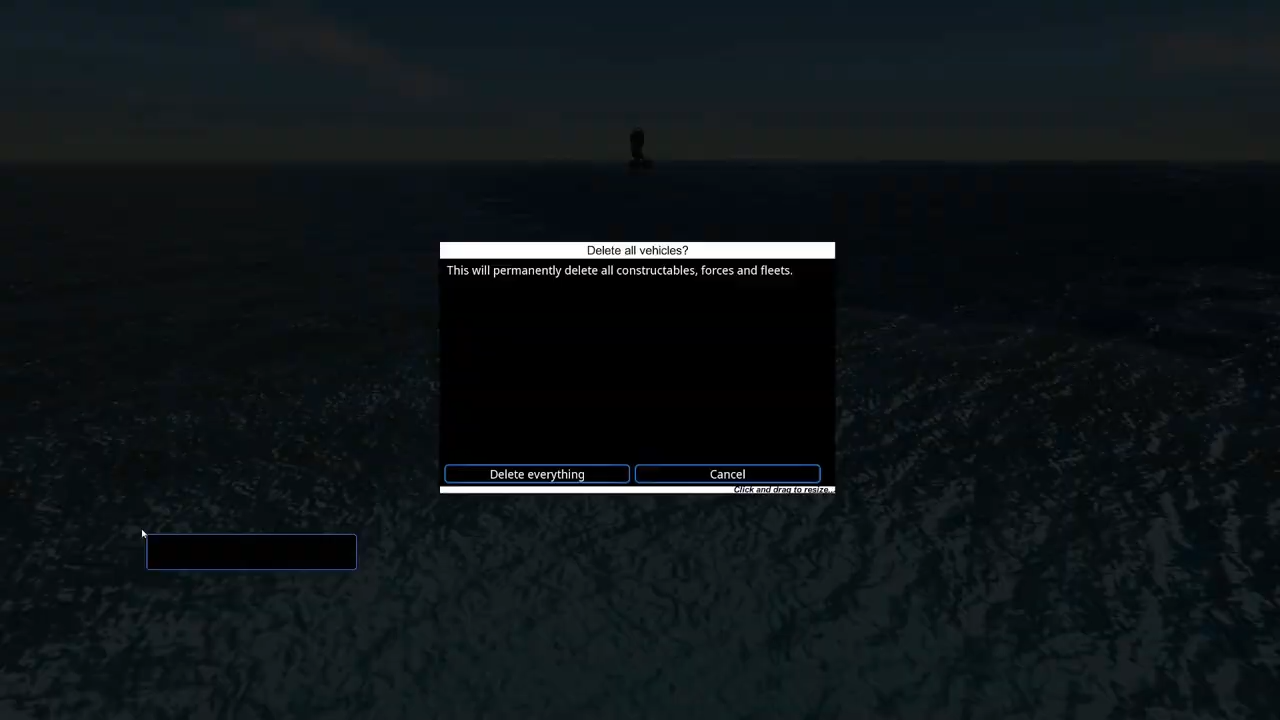 Delete all vehicles?
This will permanently delete all constructables, forces and fleets.
Delete everything
Cancel
Click and drag to resize...